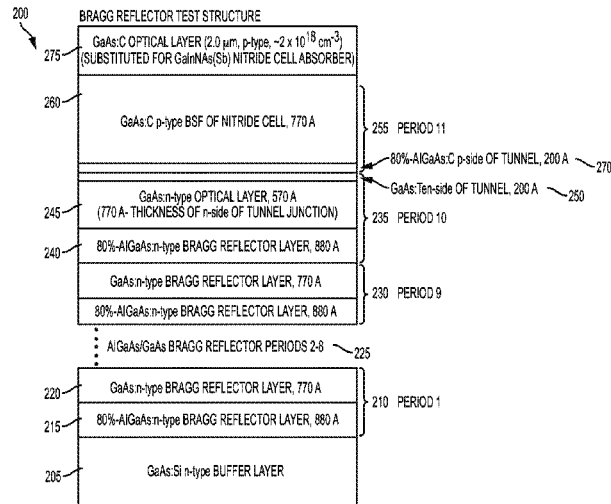 200
BRAGG REFLECTOR TEST STRUCTURE
275
GaAs:C OPTICAL LAYER (2.0 μm, p-type, ~2 x 10^18 cm^-3)
(SUBSTITUTED FOR GaInNAs(Sb) NITRIDE CELL ABSORBER)
260
GaAs:C p-type BSF OF NITRIDE CELL, 770 A
255 PERIOD 11
80%-AlGaAs:C p-side OF TUNNEL, 200 A
270
GaAs:Ten-side OF TUNNEL, 200 A
250
245
GaAs:n-type OPTICAL LAYER, 570 A
(770 A- THICKNESS OF n-SIDE OF TUNNEL JUNCTION)
235 PERIOD 10
240
80%-AlGaAs:n-type BRAGG REFLECTOR LAYER, 880 A
GaAs:n-type BRAGG REFLECTOR LAYER, 770 A
230 PERIOD 9
80%-AlGaAs:n-type BRAGG REFLECTOR LAYER, 880 A
AlGaAs/GaAs BRAGG REFLECTOR PERIODS 2-8
225
220
GaAs:n-type BRAGG REFLECTOR LAYER, 770 A
210 PERIOD 1
215
80%-AlGaAs:n-type BRAGG REFLECTOR LAYER, 880 A
205
GaAs:Si n-type BUFFER LAYER